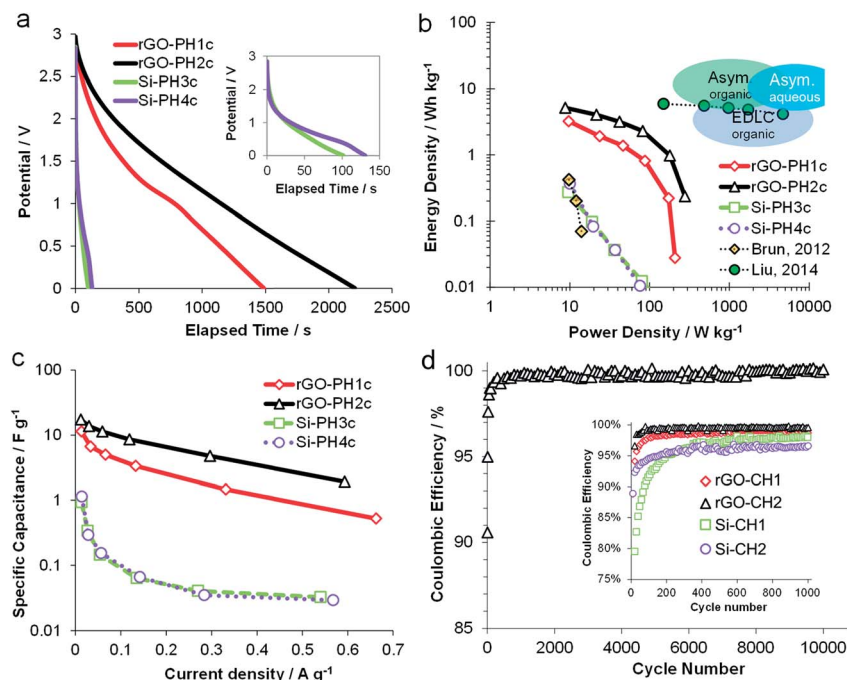 a
3
2.5
2
1.5
1
0.5
0
Potential / V
0 500 1000 1500 2000 2500
Elapsed Time / s
rGO-PH1c
rGO-PH2c
Si-PH3c
Si-PH4c
3
2
1
0
Potential / V
0 50 100 150
Elapsed Time / s
b
10
10
1
0.1
0.01
Energy Density / Wh kg-1
1 10 100 1000 10000
Power Density / W kg-1
Asym.
organic
Asym.
aqueous
EDLC
organic
rGO-PH1c
rGO-PH2c
Si-PH3c
Si-PH4c
Brun, 2012
Liu, 2014
c
100
10
1
0.1
0.01
Specific Capacitance / F g-1
0 0.1 0.2 0.3 0.4 0.5 0.6 0.7
Current density / A g-1
rGO-PH1c
rGO-PH2c
Si-PH3c
Si-PH4c
d
100
95
90
85
Coulombic Efficiency / %
0 2000 4000 6000 8000 10000
Cycle Number
100%
95%
90%
85%
80%
75%
Coulombic Efficiency
0 200 400 600 800 1000
Cycle number
rGO-CH1
rGO-CH2
Si-CH1
Si-CH2